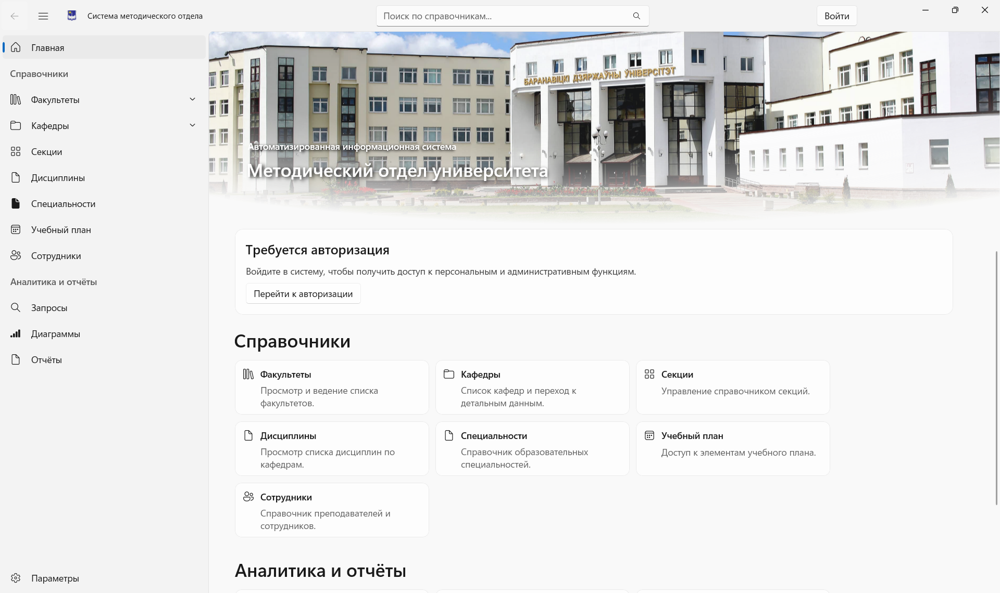 Система методического отдела
Поиск по справочникам...
Войти
Главная
Справочники
Факультеты
Кафедры
Секции
Дисциплины
Специальности
Учебный план
Сотрудники
Аналитика и отчёты
Запросы
Диаграммы
Отчёты
Параметры
БАРАНАВІЦКІ ДЗЯРЖАЎНЫ ЎНІВЕРСІТЭТ
Автоматизированная информационная система
Методический отдел университета
Требуется авторизация
Войдите в систему, чтобы получить доступ к персональным и административным функциям.
Перейти к авторизации
Справочники
Факультеты
Просмотр и ведение списка
факультетов.
Кафедры
Список кафедр и переход к
детальным данным.
Секции
Управление справочником секций.
Дисциплины
Просмотр списка дисциплин по
кафедрам.
Специальности
Справочник образовательных
специальностей.
Учебный план
Доступ к элементам учебного плана.
Сотрудники
Справочник преподавателей и
сотрудников.
Аналитика и отчёты